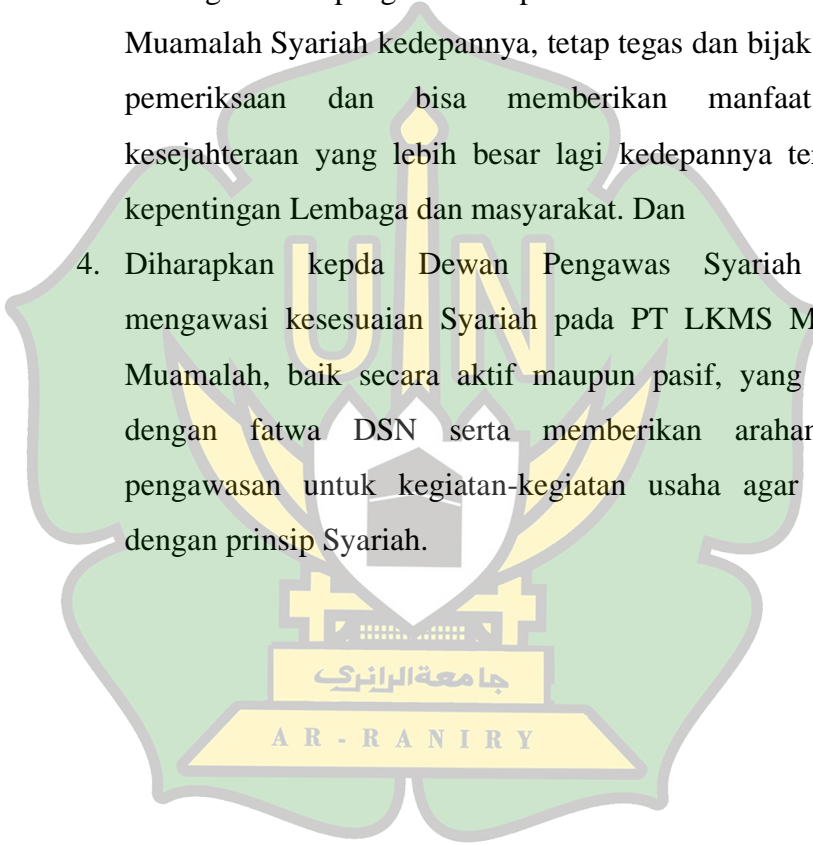 Muamalah Syariah kedepannya, tetap tegas dan bijak
pemeriksaan dan bisa memberikan manfaat
kesejahteraan yang lebih besar lagi kedepannya
kepentingan Lembaga dan masyarakat. Dan
4. Diharapkan kepda Dewan Pengawas Syariah
mengawasi kesesuaian Syariah pada PT LKMS
Muamalah, baik secara aktif maupun pasif, yang
dengan fatwa DSN serta memberikan
pengawasan untuk kegiatan-kegiatan usaha agar
dengan prinsip Syariah.
UIN
جامعة الرانري
AR-RANIRY